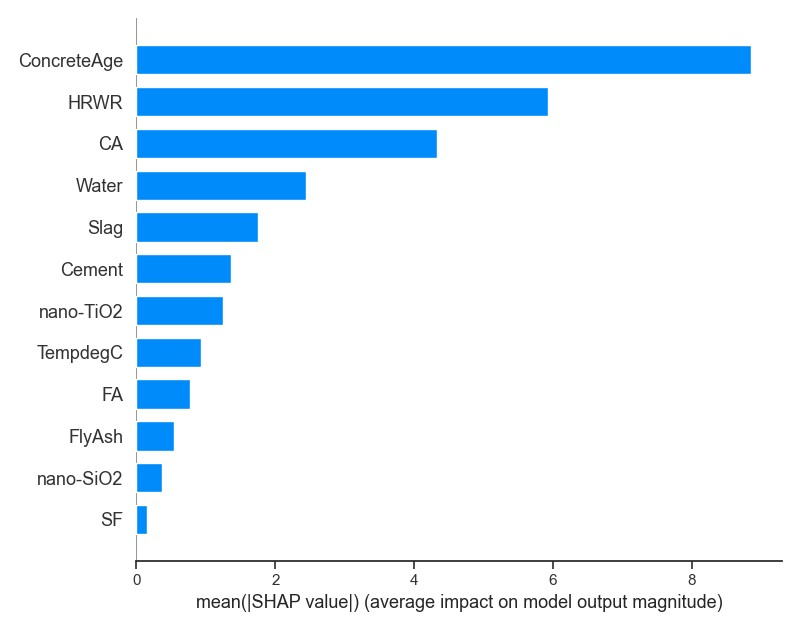 ConcreteAge
HRWR
CA
Water
Slag
Cement
nano-TiO2
TempdegC
FA
FlyAsh
nano-SiO2
SF
0 2 4 6 8
mean(|SHAP value|) (average impact on model output magnitude)